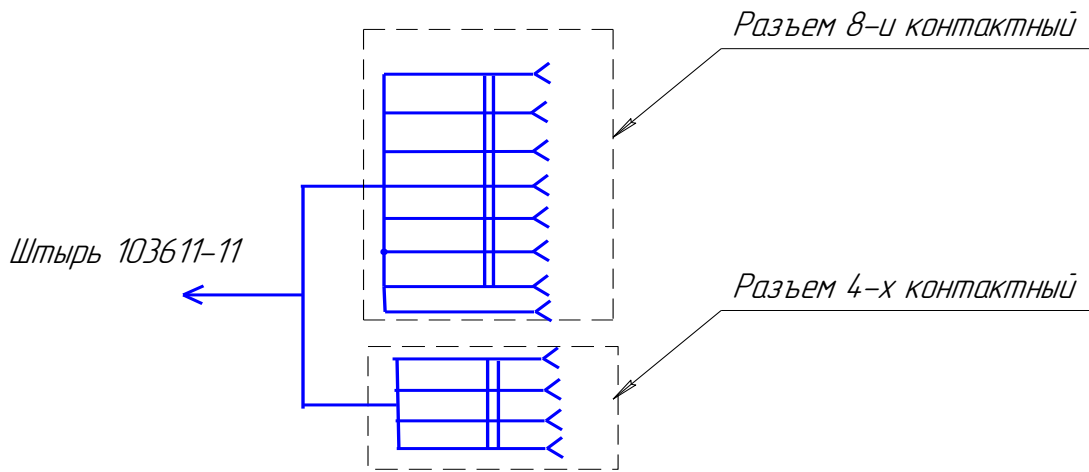 Разъем 8-и контактный
Штырь 103611-11
Разъем 4-х контактный